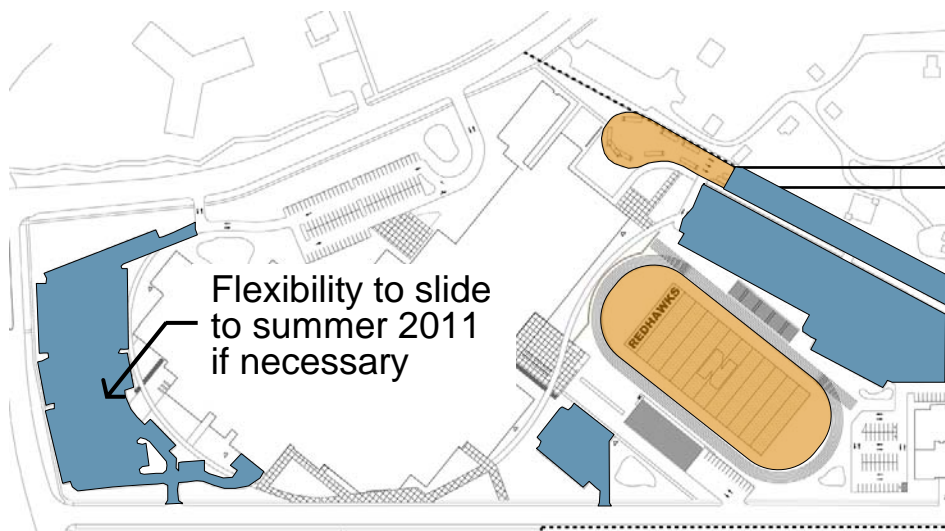 Flexibility to slide
to summer 2011
if necessary
REDHAWKS
N